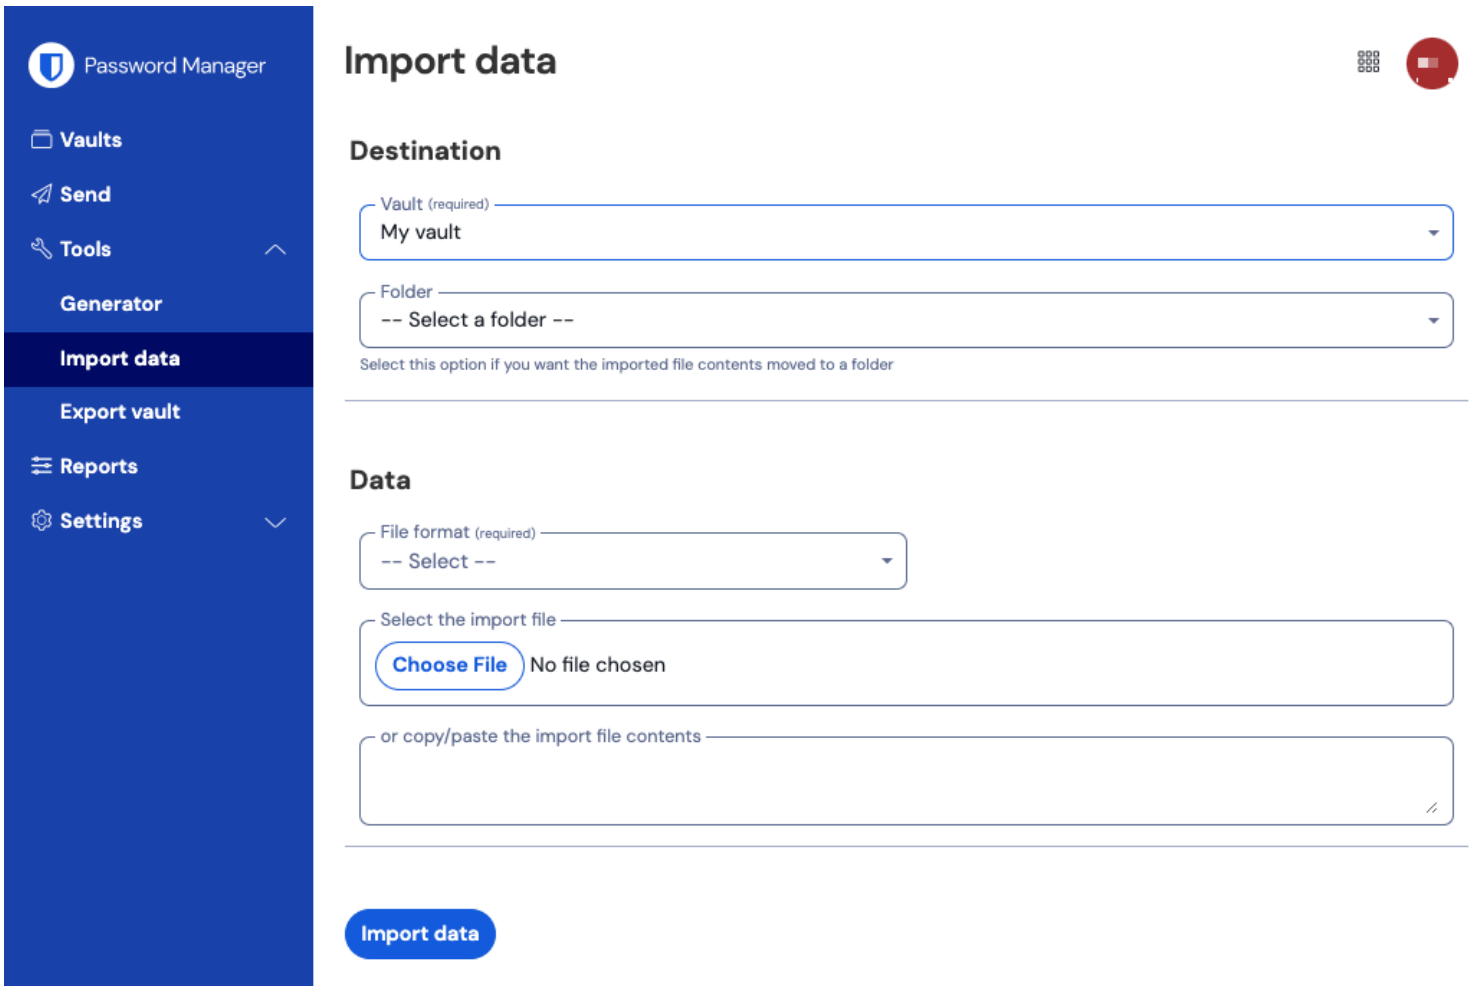 Password Manager
Vaults
Send
Tools
Generator
Import data
Export vault
Reports
Settings
Import data
Destination
Vault (required)
My vault
Folder
-- Select a folder --
Select this option if you want the imported file contents moved to a folder
Data
File format (required)
-- Select --
Select the import file
Choose File No file chosen
or copy/paste the import file contents
Import data